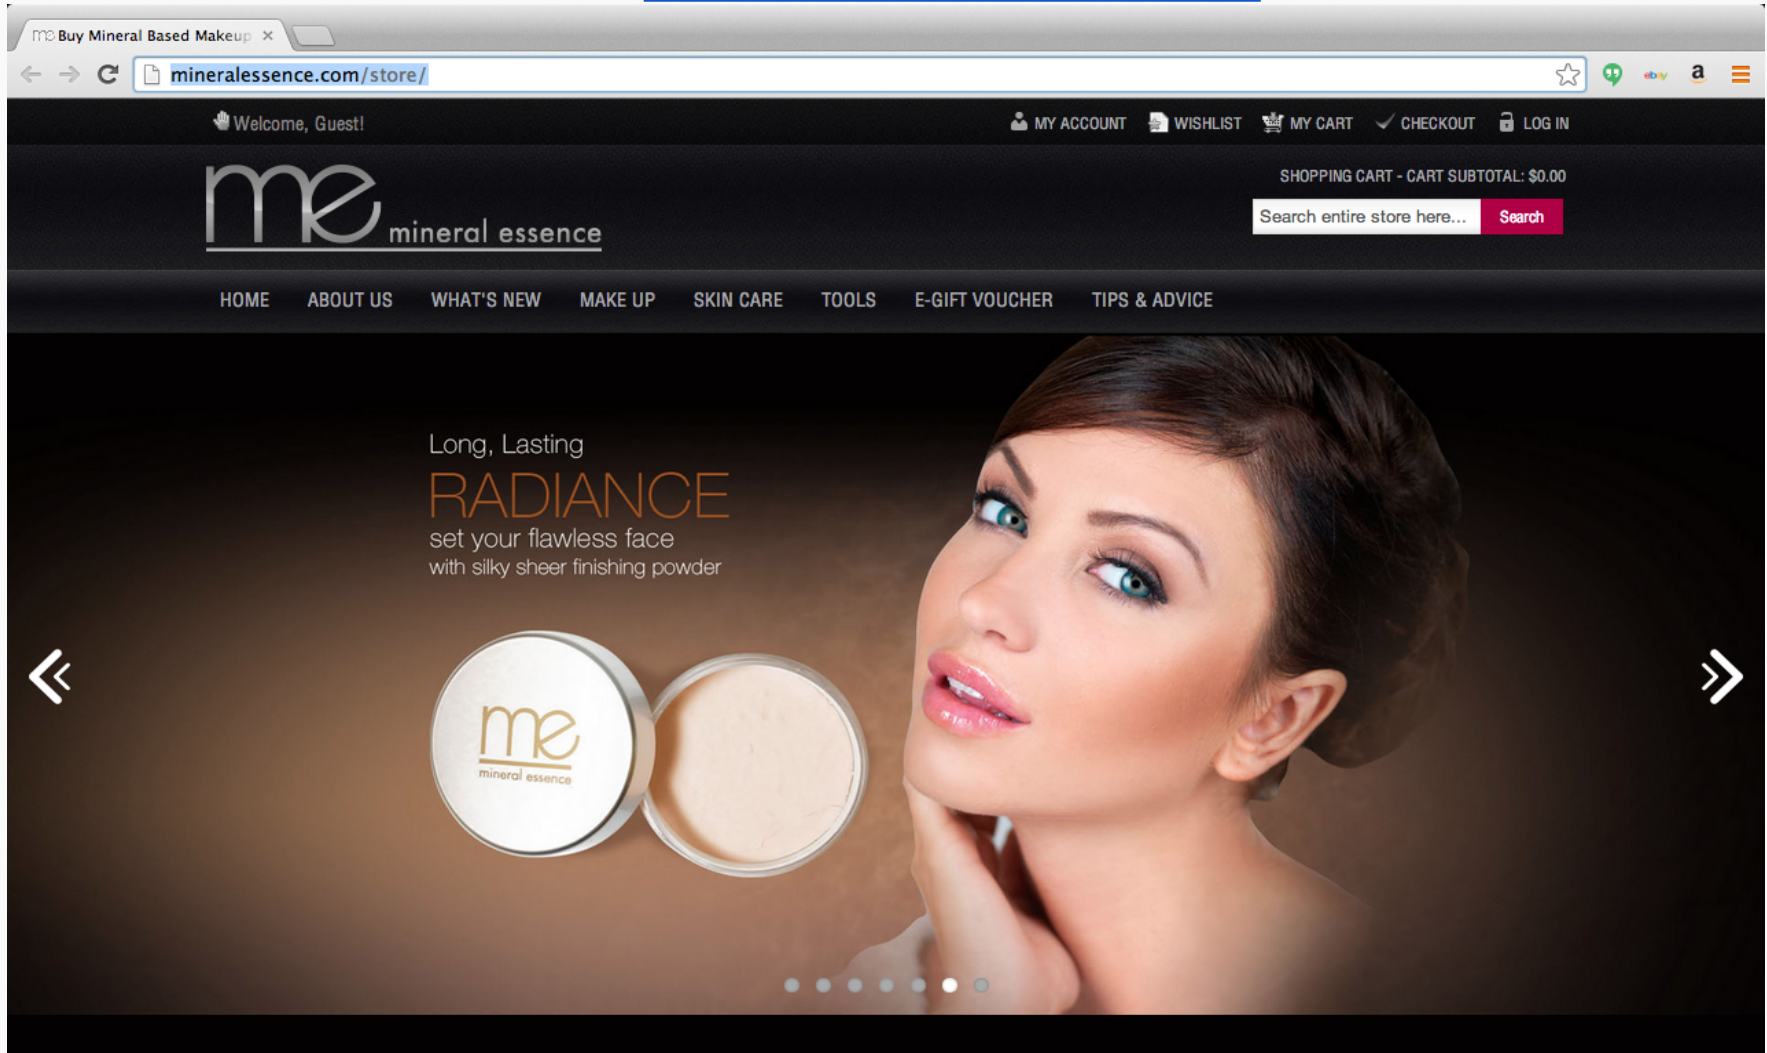 me Buy Mineral Based Makeup
mineralessence.com/store/
ebay a
Welcome, Guest!
MY ACCOUNT WISHLIST MY CART CHECKOUT LOG IN
SHOPPING CART - CART SUBTOTAL: $0.00
Search entire store here... Search
me mineral essence
HOME ABOUT US WHAT'S NEW MAKE UP SKIN CARE TOOLS E-GIFT VOUCHER TIPS & ADVICE
Long, Lasting
RADIANCE
set your flawless face
with silky sheer finishing powder
me
mineral essence